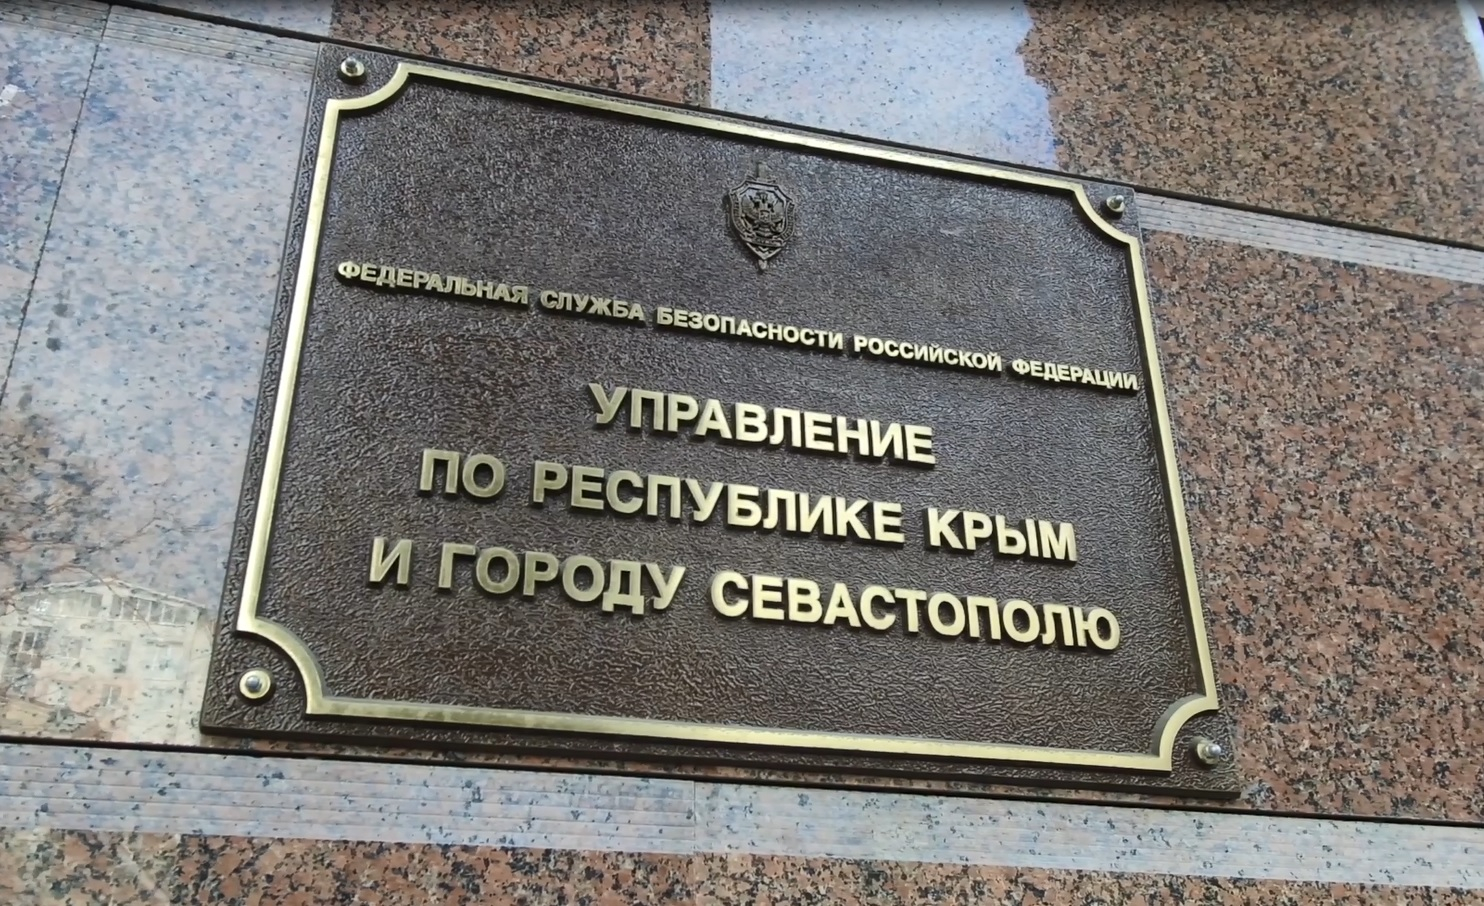 ФЕДЕРАЛЬНАЯ СЛУЖБА БЕЗОПАСНОСТИ РОССИЙСКОЙ ФЕДЕРАЦИИ
УПРАВЛЕНИЕ
ПО РЕСПУБЛИКЕ КРЫМ
И ГОРОДУ СЕВАСТОПОЛЮ